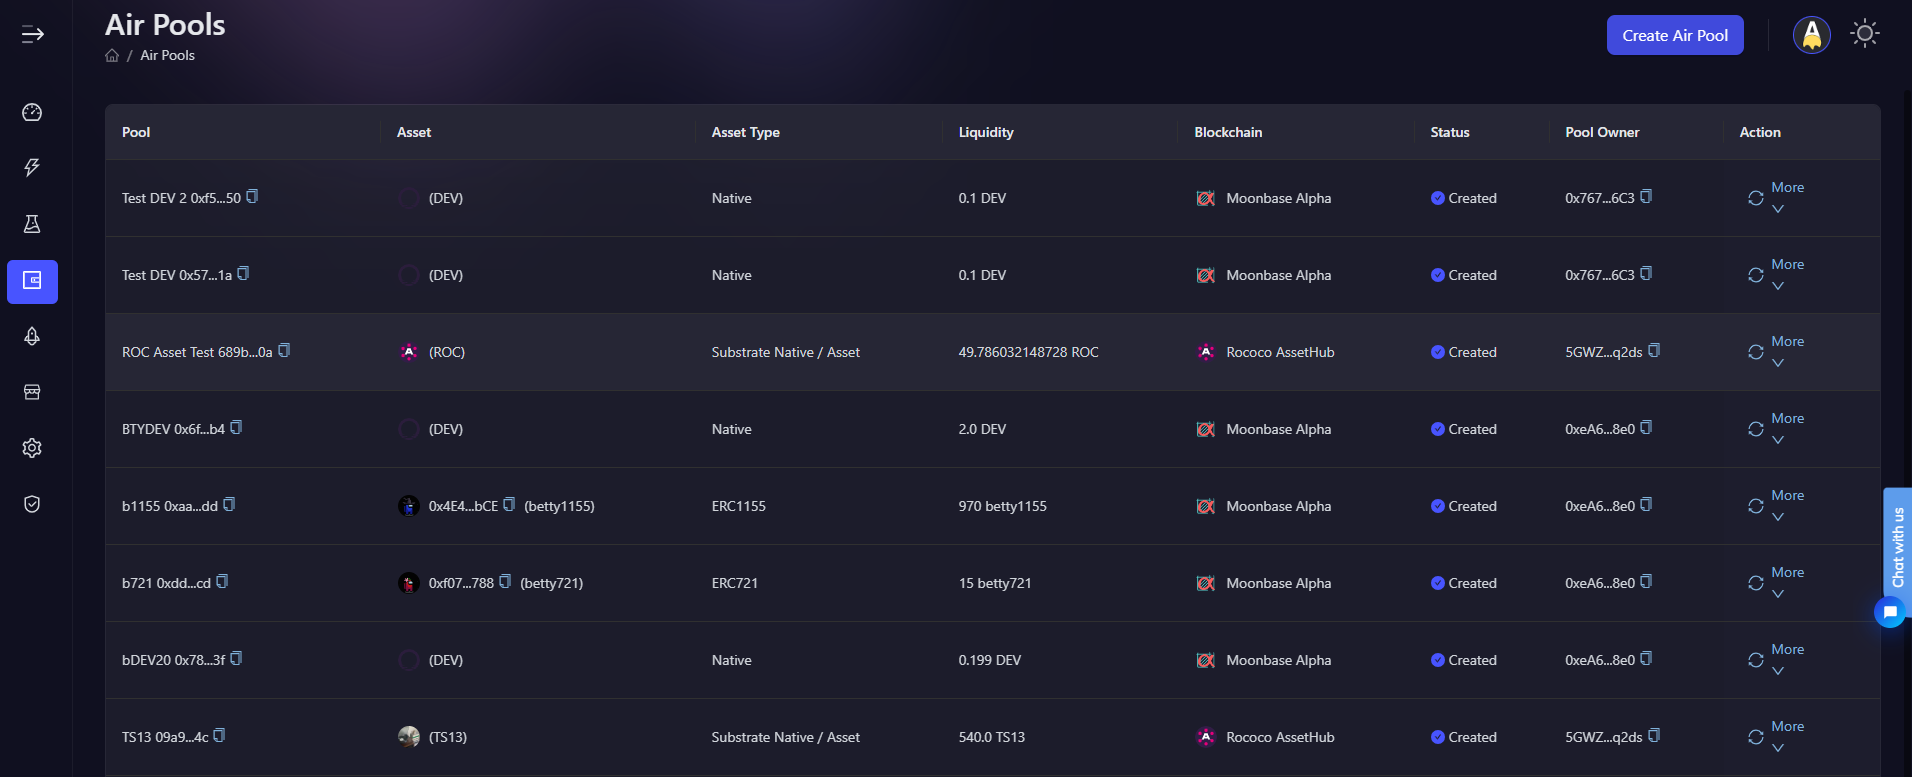 Air Pools
/ Air Pools
Create Air Pool
Pool Asset Asset Type Liquidity Blockchain Status Pool Owner Action
Test DEV 2 0xf5...50 (DEV) Native 0.1 DEV Moonbase Alpha Created 0x767...6C3 More
Test DEV 0x57...1a (DEV) Native 0.1 DEV Moonbase Alpha Created 0x767...6C3 More
ROC Asset Test 689b...0a (ROC) Substrate Native / Asset 49.786032148728 ROC Rococo AssetHub Created 5GWZ...q2ds More
BTYDEV 0x6f...b4 (DEV) Native 2.0 DEV Moonbase Alpha Created 0xeA6...8e0 More
b1155 0xaa...dd 0x4E4...bCE (betty1155) ERC1155 970 betty1155 Moonbase Alpha Created 0xeA6...8e0 More
b721 0xdd...cd 0xf07...788 (betty721) ERC721 15 betty721 Moonbase Alpha Created 0xeA6...8e0 More
bDEV20 0x78...3f (DEV) Native 0.199 DEV Moonbase Alpha Created 0xeA6...8e0 More
TS13 09a9...4c (TS13) Substrate Native / Asset 540.0 TS13 Rococo AssetHub Created 5GWZ...q2ds More
Chat with us